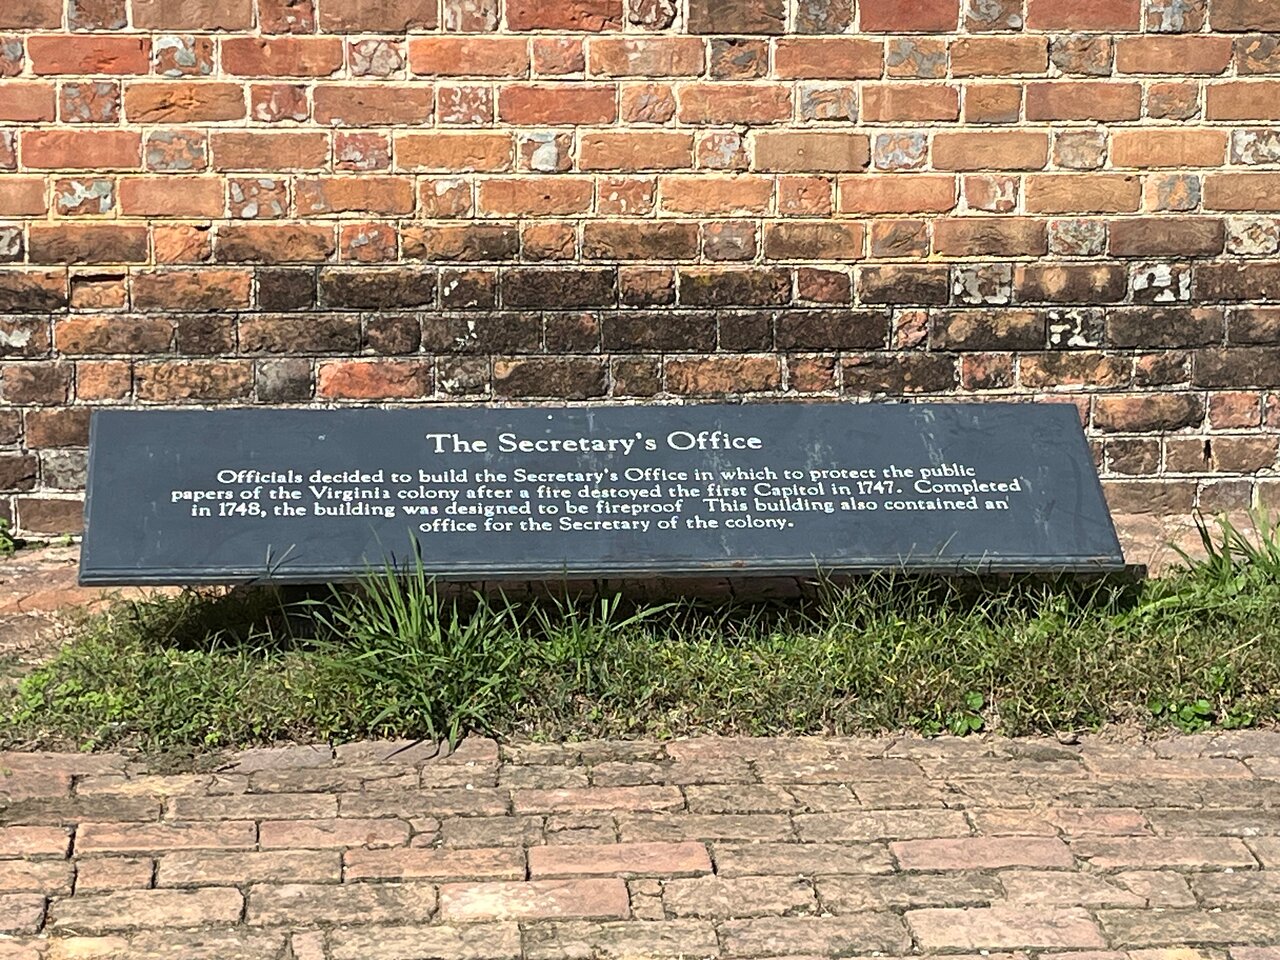 The Secretary's Office
Officials decided to build the Secretary's Office in which to protect the public
papers of the Virginia colony after a fire destoyed the first Capitol in 1747. Completed
in 1748, the building was designed to be fireproof This building also contained an
office for the Secretary of the colony.